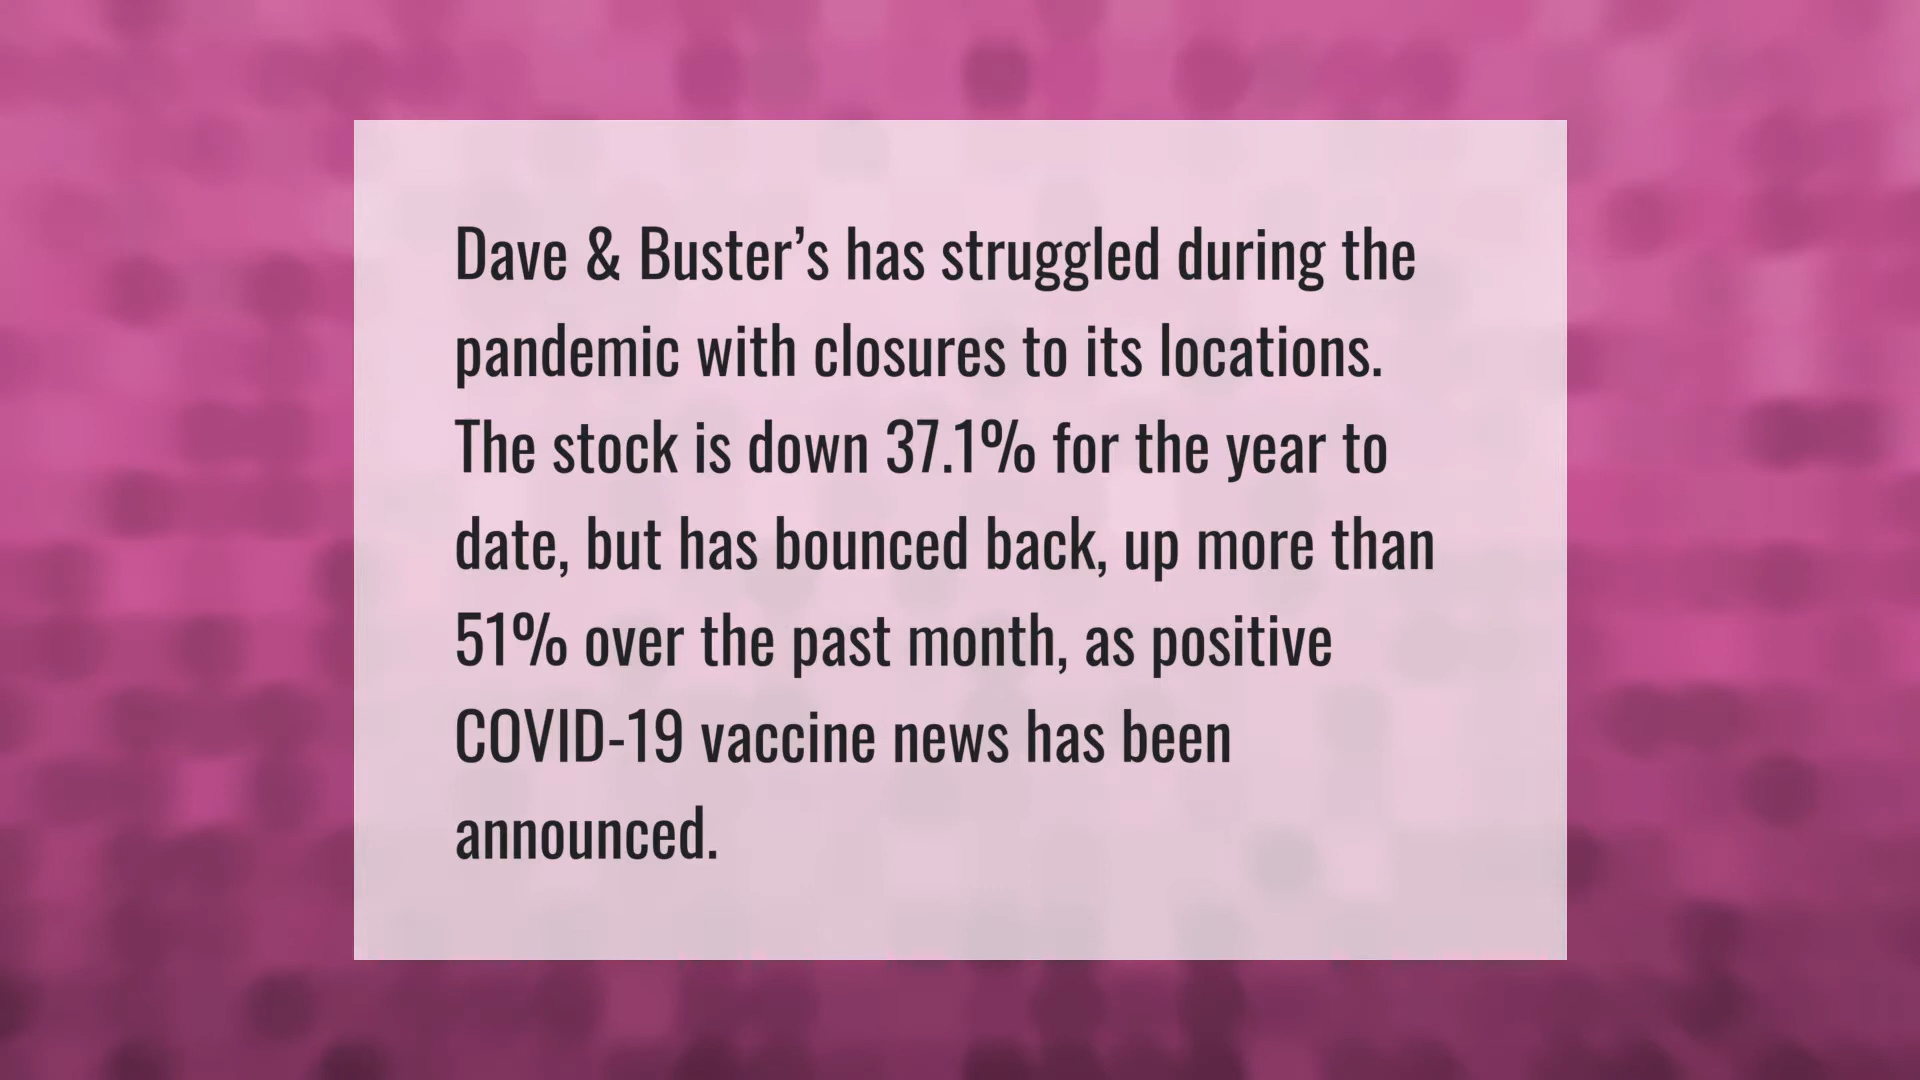 Dave & Buster’s has struggled during the
pandemic with closures to its locations.
The stock is down 37.1% for the year to
date, but has bounced back, up more than
51% over the past month, as positive
COVID-19 vaccine news has been
announced.